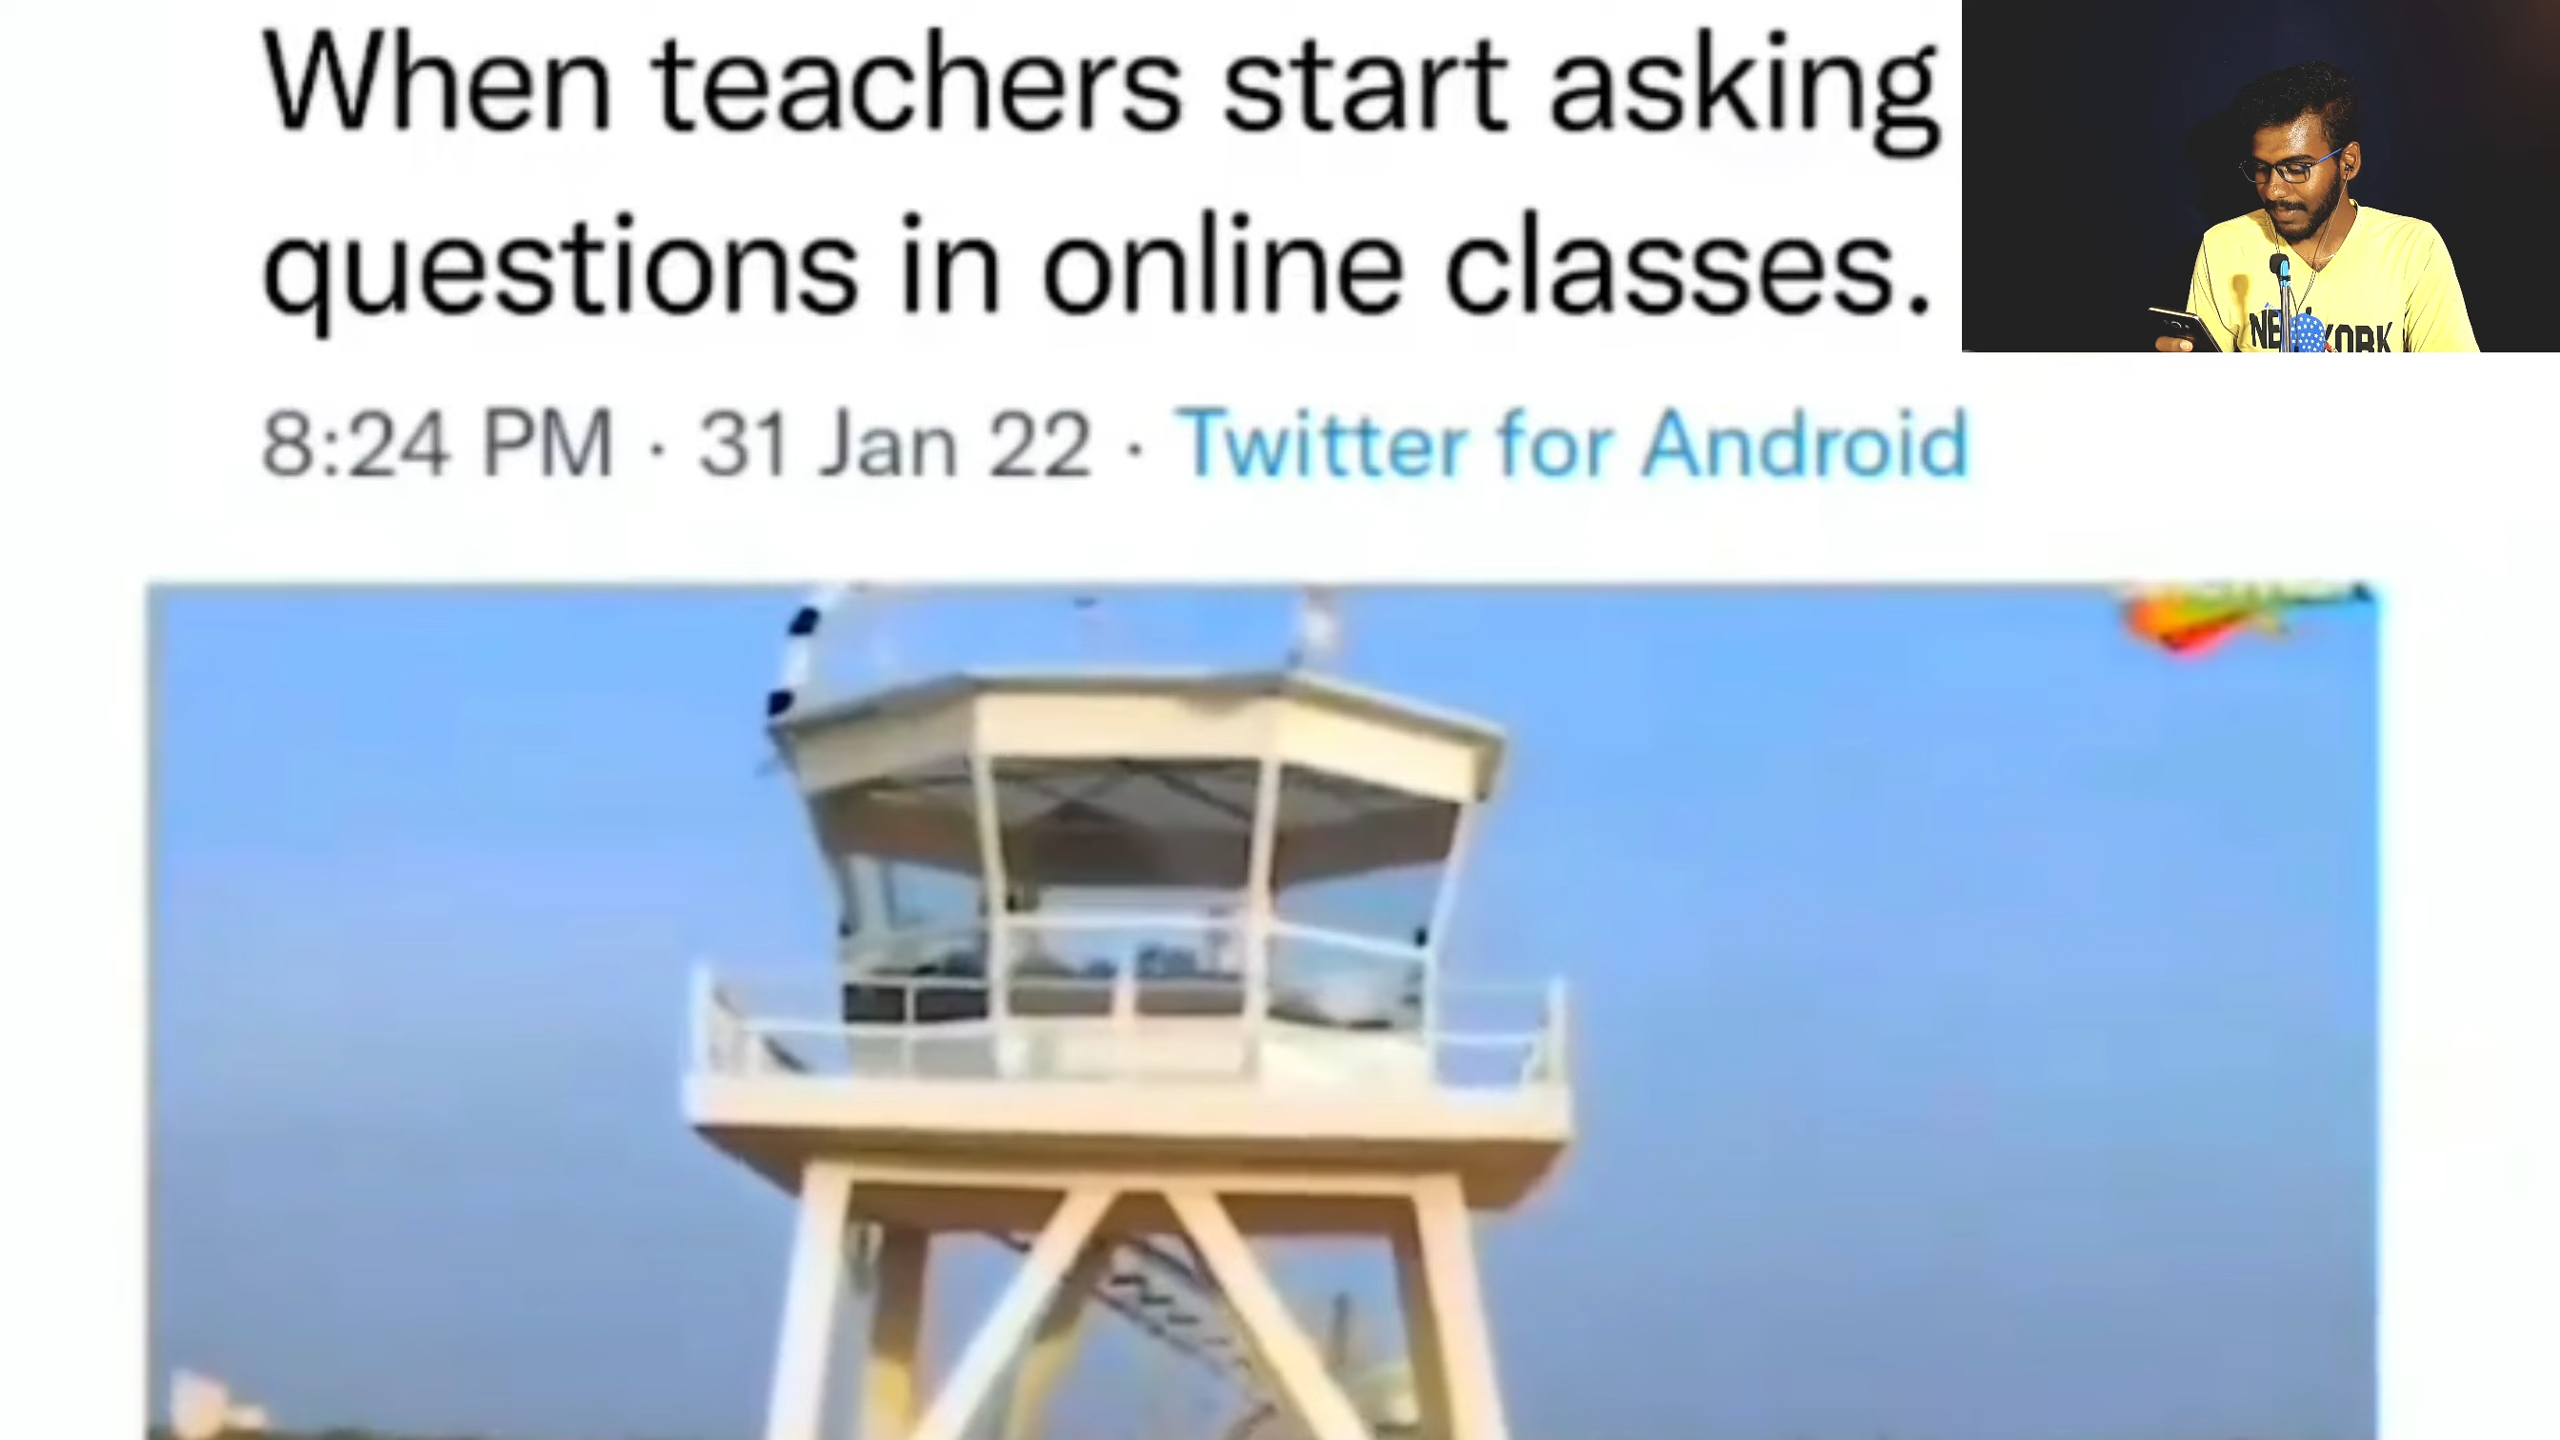 When teachers start asking
questions in online classes.
8:24 PM · 31 Jan 22 · Twitter for Android